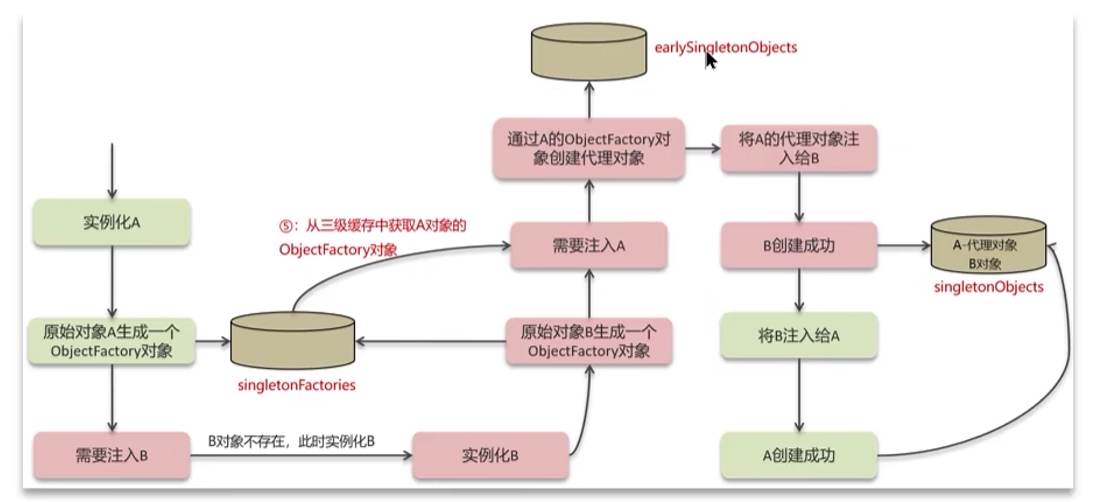 earlySingletonObjects
通过A的ObjectFactory对
象创建代理对象
将A的代理对象注
入给B
实例化A
⑤：从三级缓存中获取A对象的
ObjectFactory对象
需要注入A
B创建成功
A-代理对象
B对象
singletonObjects
原始对象A生成一个
ObjectFactory对象
singletonFactories
原始对象B生成一个
ObjectFactory对象
将B注入给A
需要注入B
B对象不存在，此时实例化B
实例化B
A创建成功